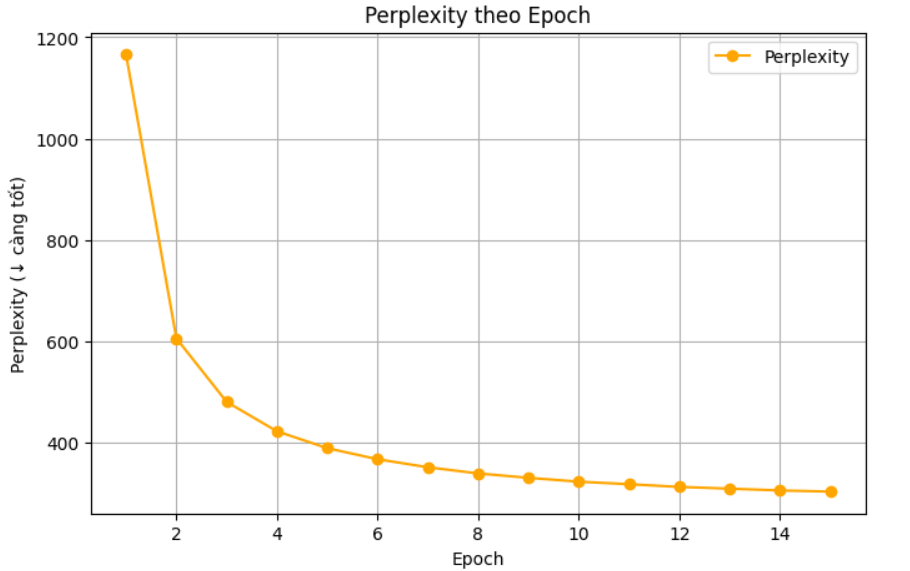 Perplexity theo Epoch
Perplexity
1200
1000
800
600
400
Perplexity (↓ càng tốt)
2 4 6 8 10 12 14
Epoch